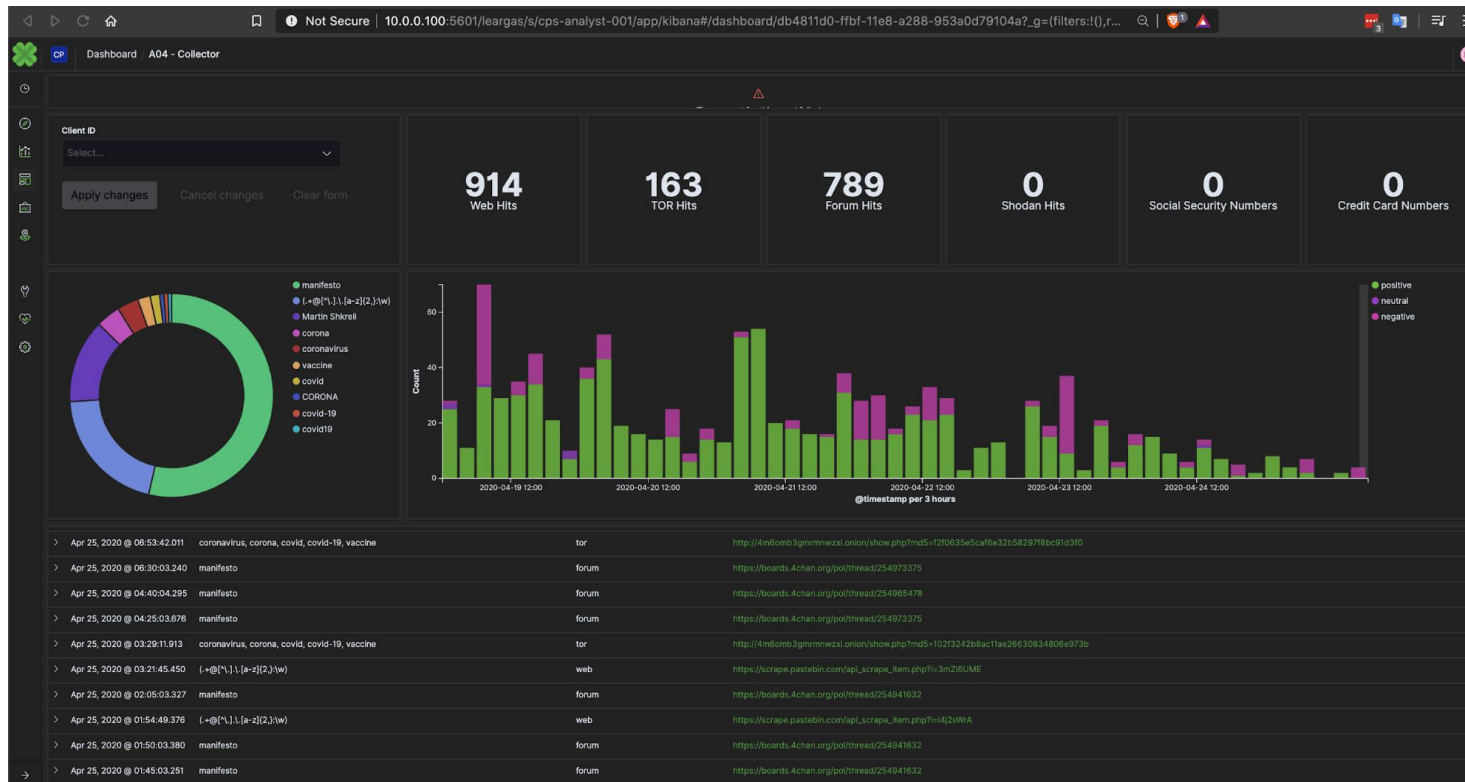 Not Secure | 10.0.0.100:5601/leargas/s/cps-analyst-001/app/kibana#/dashboard/db4811d0-ffbf-11e8-a288-953a0d79104a?_g=(filters:!(),r...
3
CP Dashboard A04 - Collector
Client ID
Select...
Apply changes Cancel changes Clear form
914
Web Hits
163
TOR Hits
789
Forum Hits
0
Shodan Hits
0
Social Security Numbers
0
Credit Card Numbers
manifesto
(.+@[^\.].\.[a-z]{2,}:\w)
Martin Shkreli
corona
coronavirus
vaccine
covid
CORONA
covid-19
covid19
Count
60
40
20
0
2020-04-19 12:00 2020-04-20 12:00 2020-04-21 12:00 2020-04-22 12:00 2020-04-23 12:00 2020-04-24 12:00
@timestamp per 3 hours
positive
neutral
negative
Apr 25, 2020 @ 06:53:42.011 coronavirus, corona, covid, covid-19, vaccine tor http://4m6omb3gmrmnwzxi.onion/show.php?md5=f2f0635e5caf6e32b58297f8bc91d3f0
Apr 25, 2020 @ 06:30:03.240 manifesto forum https://boards.4chan.org/pol/thread/254973375
Apr 25, 2020 @ 04:40:04.295 manifesto forum https://boards.4chan.org/pol/thread/254965478
Apr 25, 2020 @ 04:25:03.676 manifesto forum https://boards.4chan.org/pol/thread/254973375
Apr 25, 2020 @ 03:29:11.913 coronavirus, corona, covid, covid-19, vaccine tor http://4m6omb3gmrmnwzxi.onion/show.php?md5=102f3242b8ac11ae26630834806e973b
Apr 25, 2020 @ 03:21:45.450 (.+@[^\.].\.[a-z]{2,}:\w) web https://scrape.pastebin.com/api_scrape_item.php?i=3mZi6UME
Apr 25, 2020 @ 02:05:03.327 manifesto forum https://boards.4chan.org/pol/thread/254941632
Apr 25, 2020 @ 01:54:49.376 (.+@[^\.].\.[a-z]{2,}:\w) web https://scrape.pastebin.com/api_scrape_item.php?i=i4j2sWrA
Apr 25, 2020 @ 01:50:03.380 manifesto forum https://boards.4chan.org/pol/thread/254941632
Apr 25, 2020 @ 01:45:03.251 manifesto forum https://boards.4chan.org/pol/thread/254941632